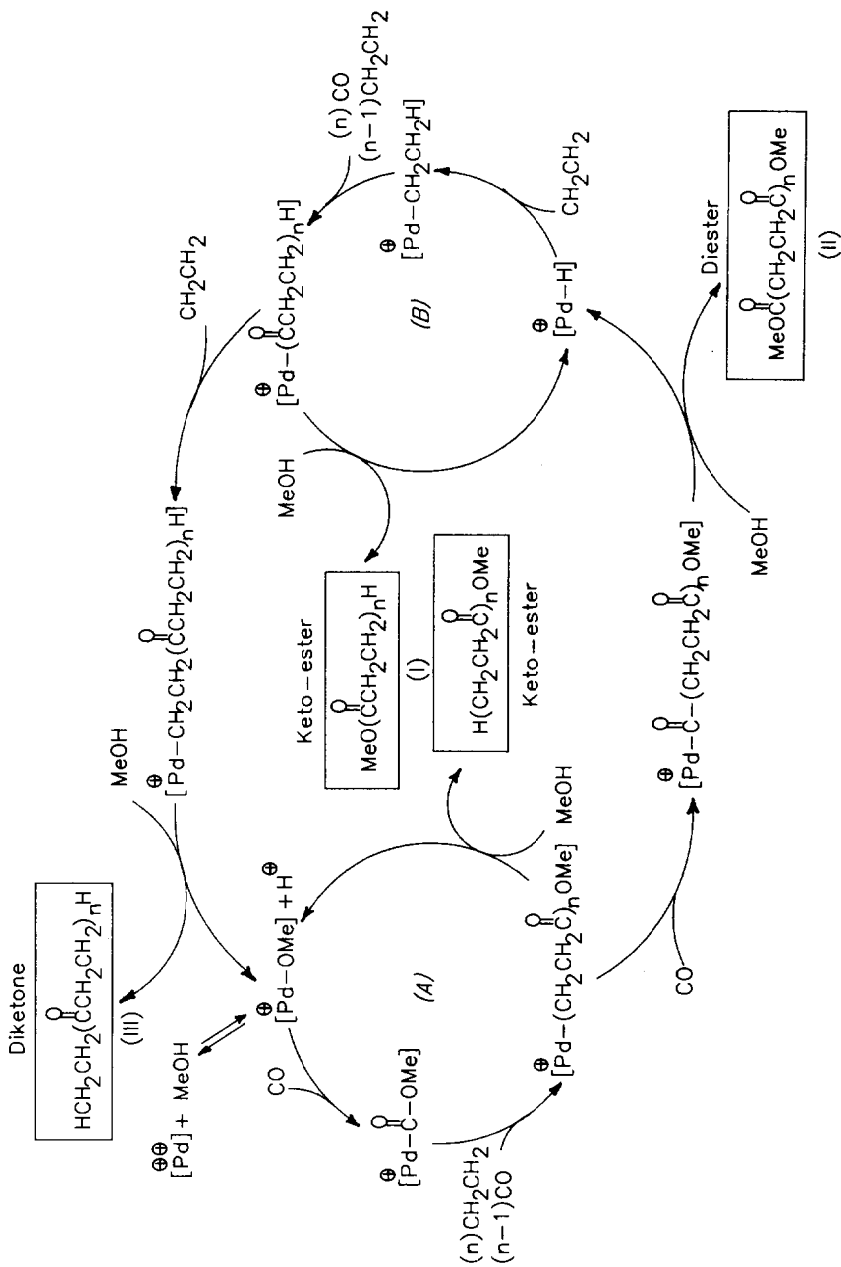 Diketone
O
HCH2CH2(CCH2CH2)nH
(III)
⊕⊕
[Pd]+ MeOH
MeOH
⊕ O
[Pd-CH2CH2(CCH2CH2)nH]
CH2CH2
⊕ ⊕
[Pd-OMe] + H
CO
(A)
⊕ O
[Pd-C-OMe]
(n)CH2CH2
(n-1)CO
⊕ O
[Pd-(CH2CH2C)nOMe]
MeOH
Keto-ester
O
MeO(CCH2CH2)nH
(I)
O
H(CH2CH2C)nOMe
Keto-ester
MeOH
⊕ O
[Pd-(CCH2CH2)nH]
(n)CO
(n-1)CH2CH2
⊕
[Pd-CH2CH2H]
(B)
CH2CH2
⊕
[Pd-H]
CO
⊕ O O
[Pd-C-(CH2CH2C)nOMe]
MeOH
Diester
O O
MeOC(CH2CH2C)nOMe
(II)